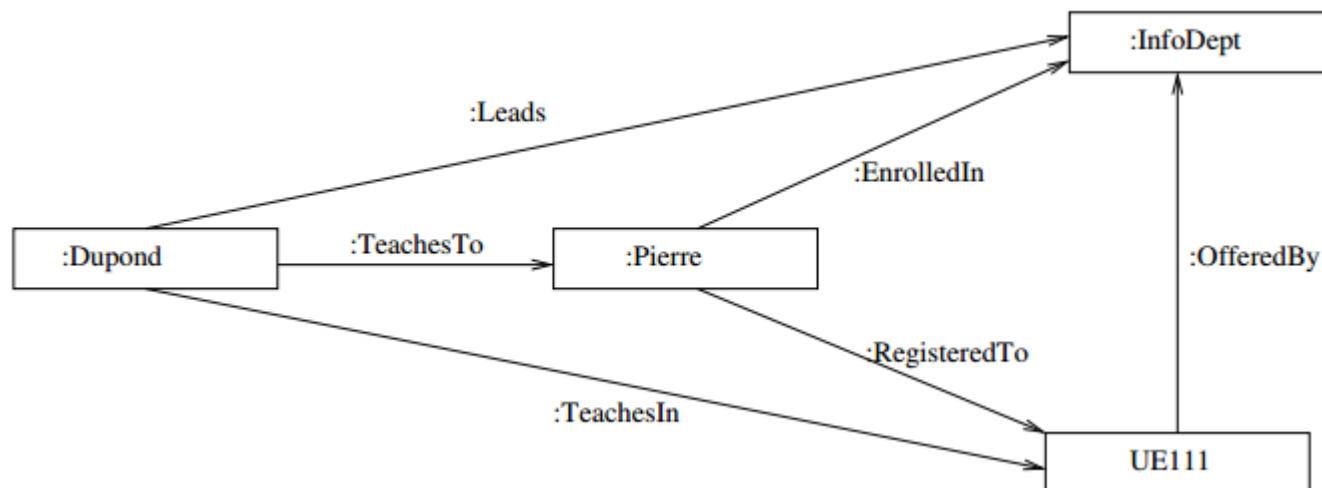 :InfoDept
:Leads
:EnrolledIn
:Dupond
:TeachesTo
:Pierre
:OfferedBy
:RegisteredTo
:TeachesIn
UE111